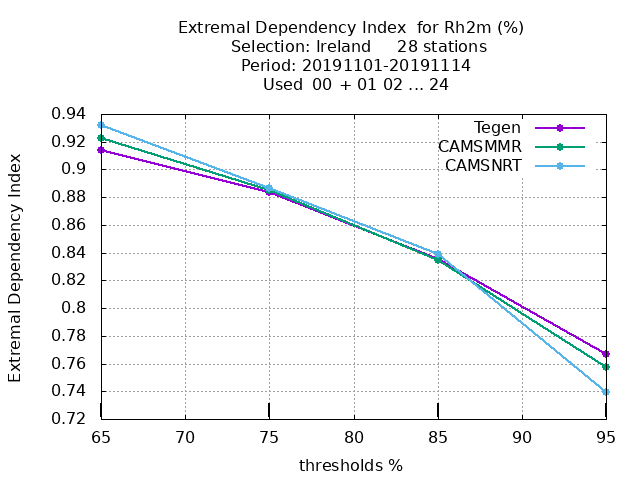 Extremal Dependency Index  for Rh2m (%)
Selection: Ireland     28 stations
Period: 20191101-20191114
Used  00 + 01 02 ... 24
Extremal Dependency Index
0.94
0.92
0.9
0.88
0.86
0.84
0.82
0.8
0.78
0.76
0.74
0.72
Tegen
CAMSMMR
CAMSNRT
65 70 75 80 85 90 95
thresholds %